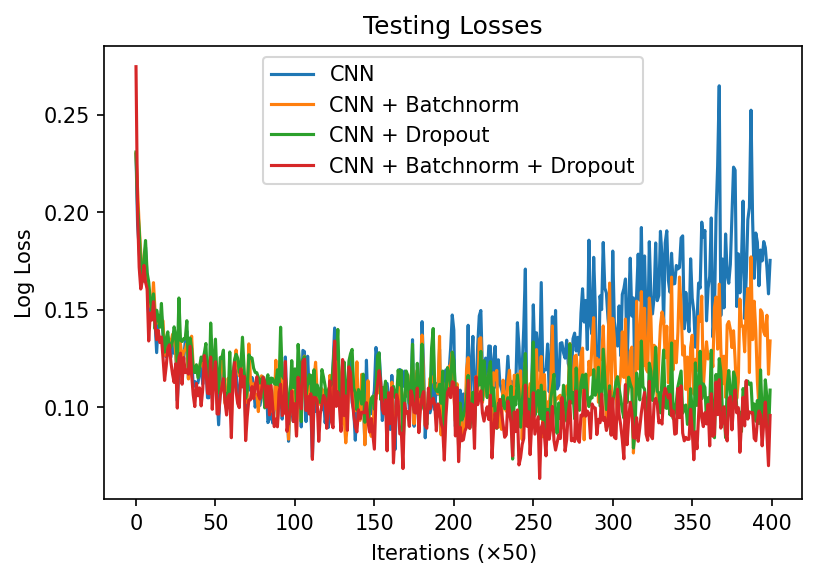 Testing Losses
CNN
CNN + Batchnorm
CNN + Dropout
CNN + Batchnorm + Dropout
Log Loss
0.25
0.20
0.15
0.10
0 50 100 150 200 250 300 350 400
Iterations (×50)